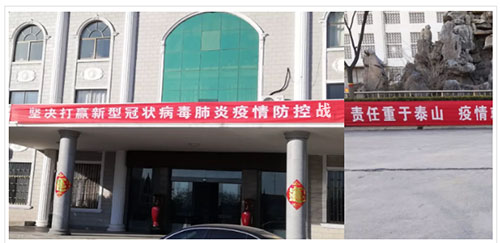 坚决打赢新型冠状病毒肺炎疫情防控战
责任重于泰山 疫情